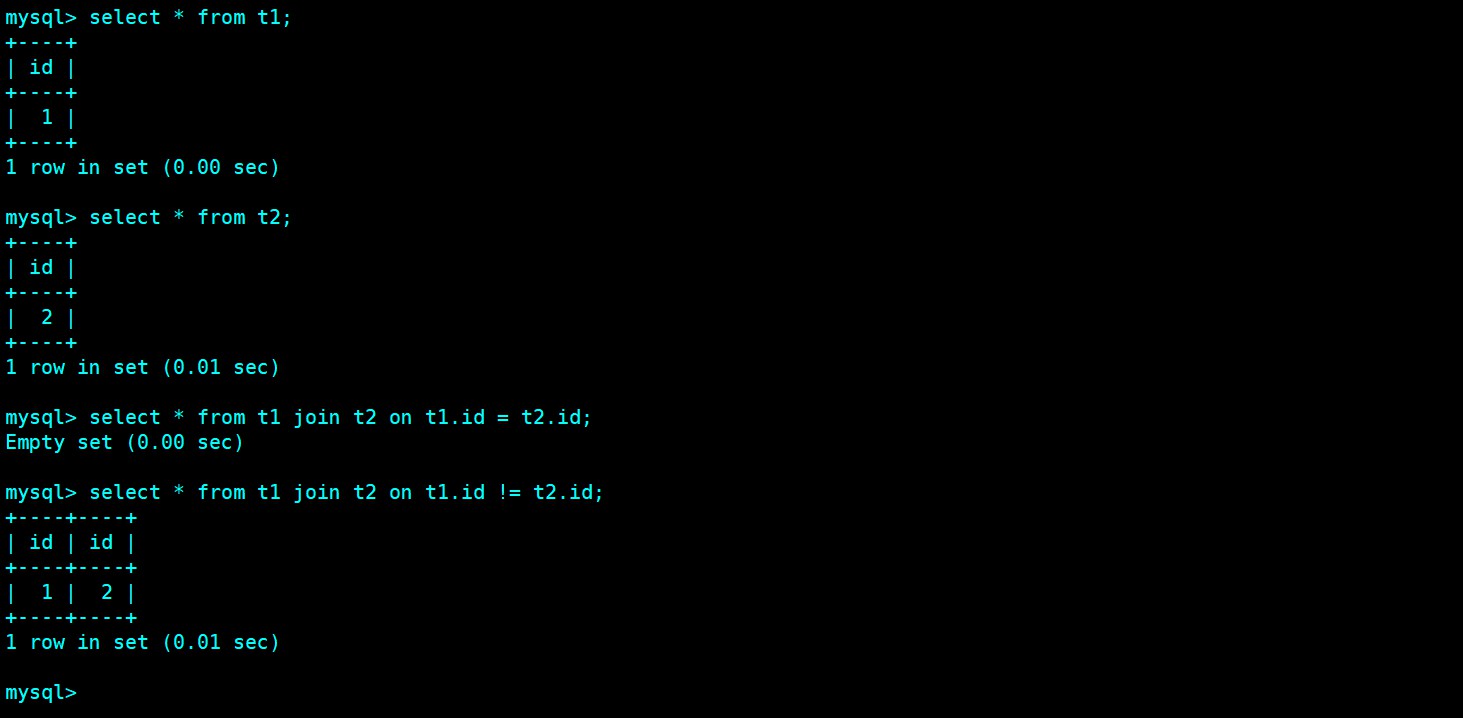 mysql> select * from t1;
+----+
| id |
+----+
|  1 |
+----+
1 row in set (0.00 sec)

mysql> select * from t2;
+----+
| id |
+----+
|  2 |
+----+
1 row in set (0.01 sec)

mysql> select * from t1 join t2 on t1.id = t2.id;
Empty set (0.00 sec)

mysql> select * from t1 join t2 on t1.id != t2.id;
+----+----+
| id | id |
+----+----+
|  1 |  2 |
+----+----+
1 row in set (0.01 sec)

mysql>